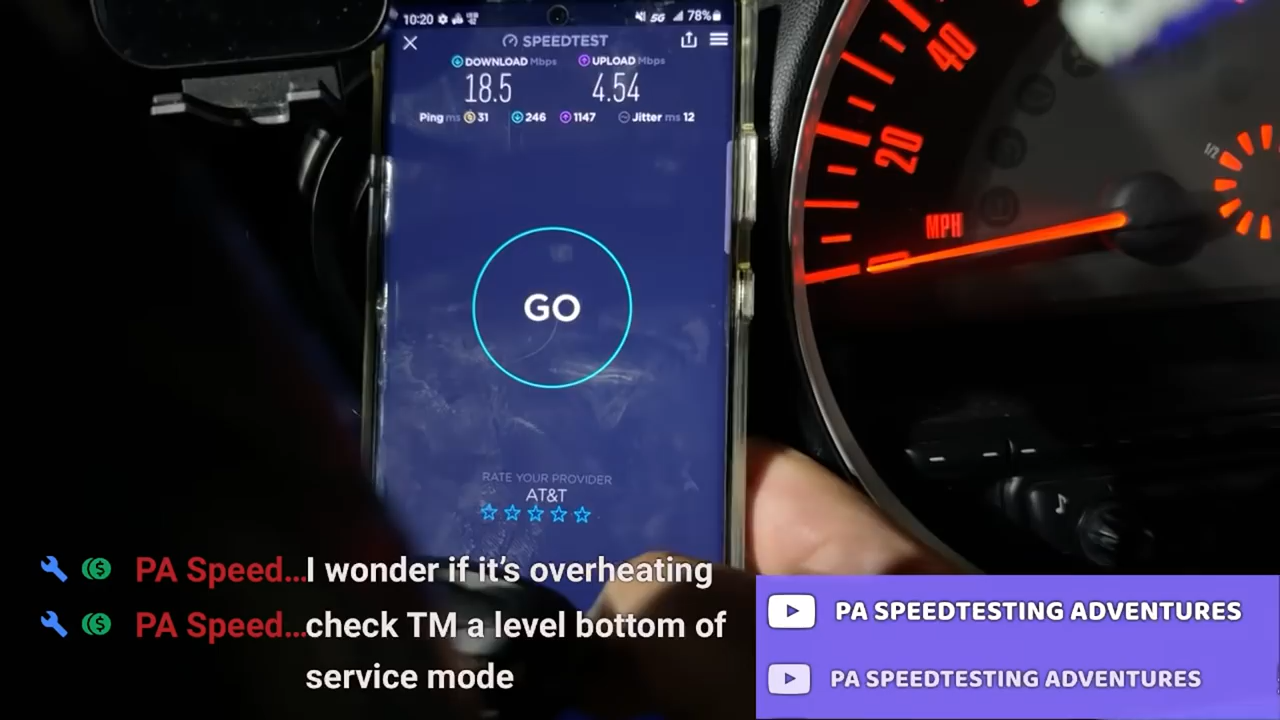 10:20
5G 78%
SPEEDTEST
DOWNLOAD Mbps UPLOAD Mbps
18.5 4.54
Ping ms 31 246 1147 Jitter ms 12
GO
RATE YOUR PROVIDER
AT&T
40
20
MPH
1/2
PA Speed...I wonder if it's overheating
PA Speed...check TM a level bottom of
service mode
PA SPEEDTESTING ADVENTURES
PA SPEEDTESTING ADVENTURES